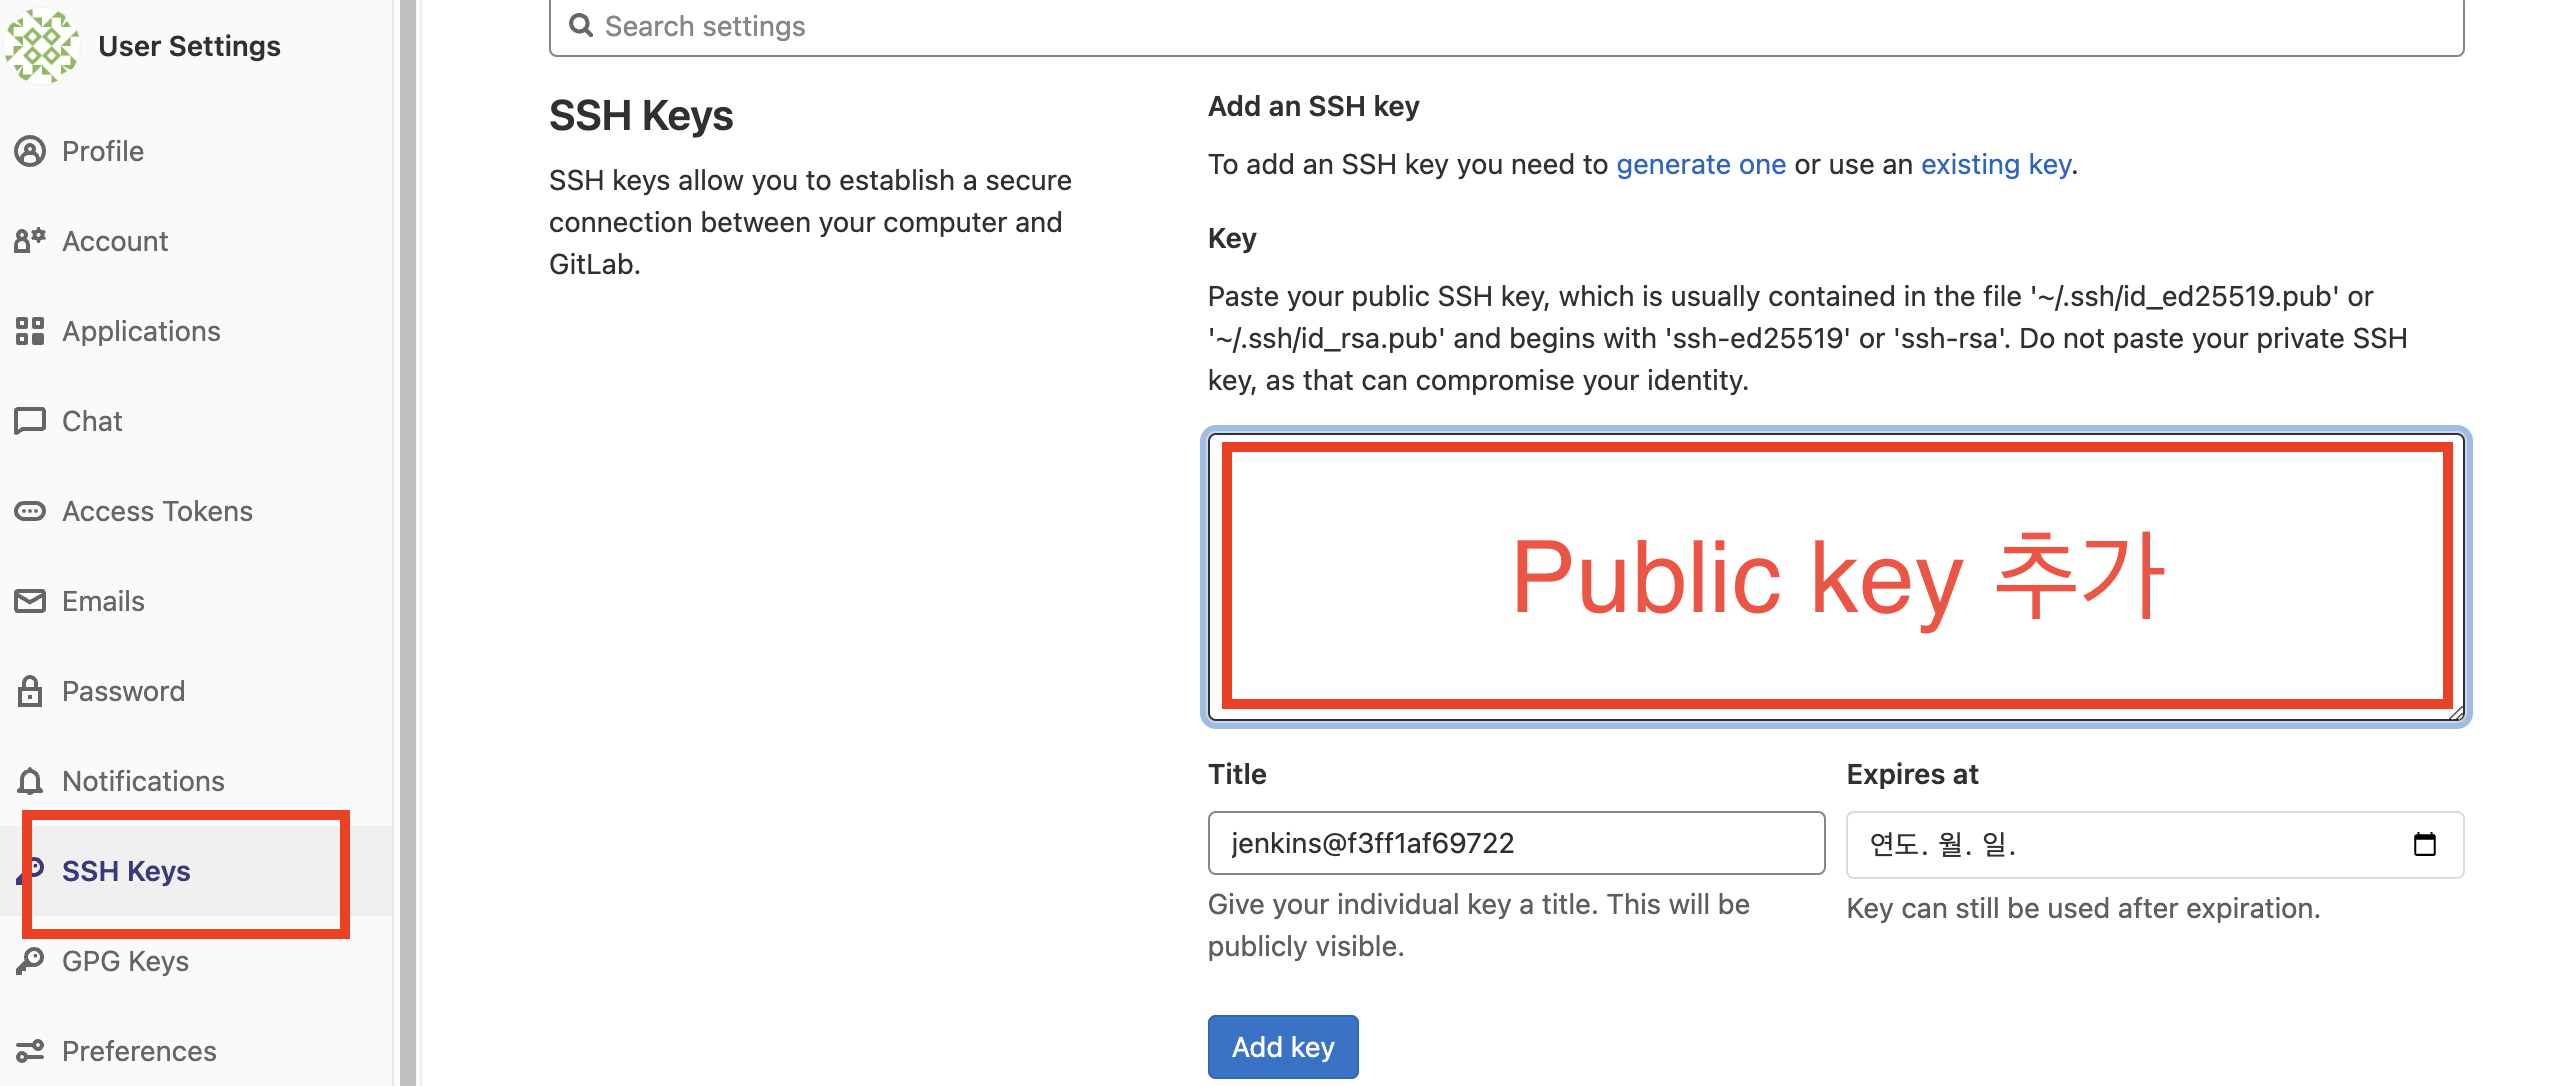 User Settings
Profile
Account
Applications
Chat
Access Tokens
Emails
Password
Notifications
SSH Keys
GPG Keys
Preferences
Search settings
SSH Keys
SSH keys allow you to establish a secure
connection between your computer and
GitLab.
Add an SSH key
To add an SSH key you need to generate one or use an existing key.
Key
Paste your public SSH key, which is usually contained in the file '~/.ssh/id_ed25519.pub' or
'~/.ssh/id_rsa.pub' and begins with 'ssh-ed25519' or 'ssh-rsa'. Do not paste your private SSH
key, as that can compromise your identity.
Public key 추가
Title
jenkins@f3ff1af69722
Give your individual key a title. This will be
publicly visible.
Expires at
연도. 월. 일.
Key can still be used after expiration.
Add key